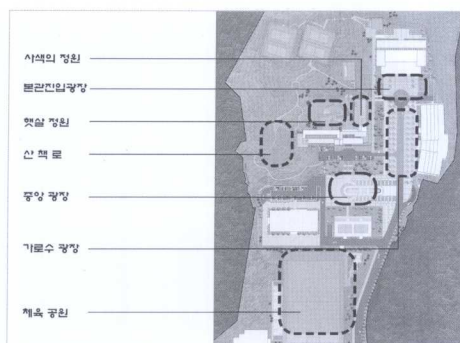 사색의 정원
본관진입광장
햇살 정원
산 책 로
중앙 광장
가로수 광장
체육 공원